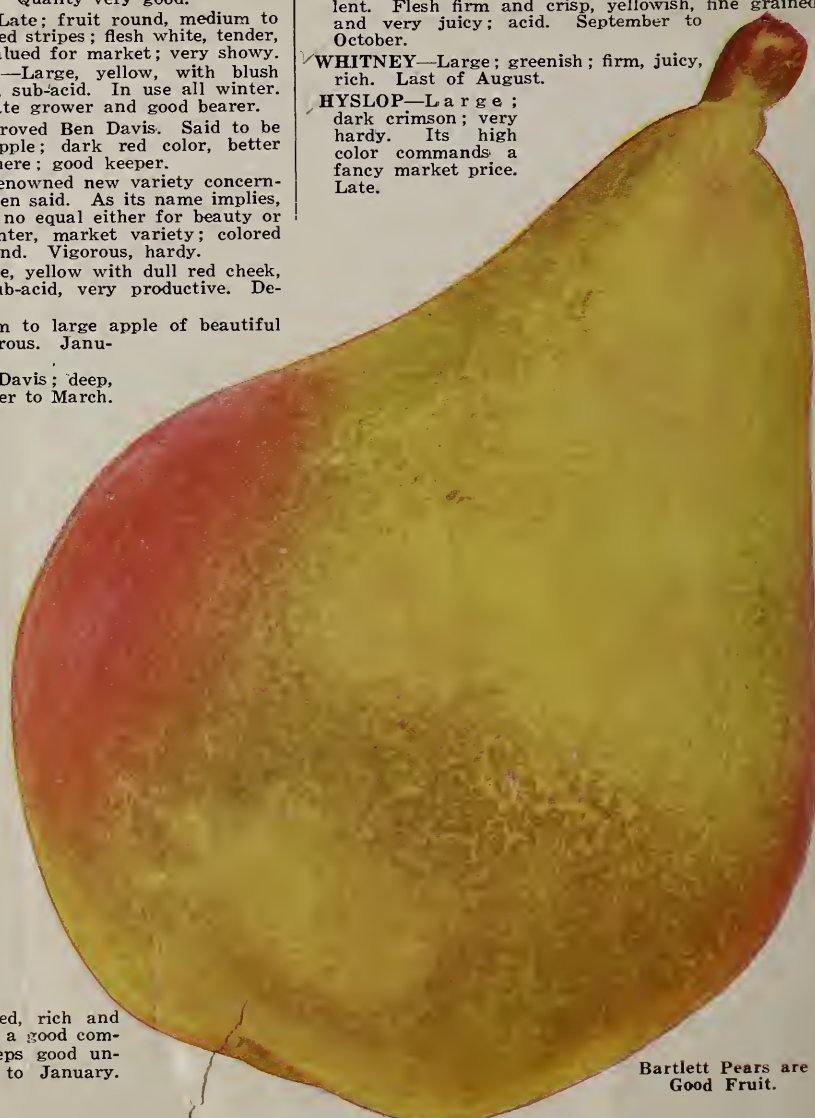 Quality very good.
Late; fruit round, medium to
ed stripes; flesh white, tender,
lued for market; very showy.
—Large, yellow, with blush
, sub-acid. In use all winter.
te grower and good bearer.
roved Ben Davis. Said to be
pple; dark red color, better
here; good keeper.
enowned new variety concern-
en said. As its name implies,
no equal either for beauty or
nter, market variety; colored
nd. Vigorous, hardy.
e, yellow with dull red cheek,
ub-acid, very productive. De-
n to large apple of beautiful
rous. Janu-
Davis; deep,
er to March.
ed, rich and
a good com-
eps good un-
to January.
lent. Flesh firm and crisp, yellowish, fine grained
and very juicy; acid. September to
October.
WHITNEY—Large; greenish; firm, juicy,
rich. Last of August.
HYSLOP—Large;
dark crimson; very
hardy. Its high
color commands a
fancy market price.
Late.
Bartlett Pears are
Good Fruit.